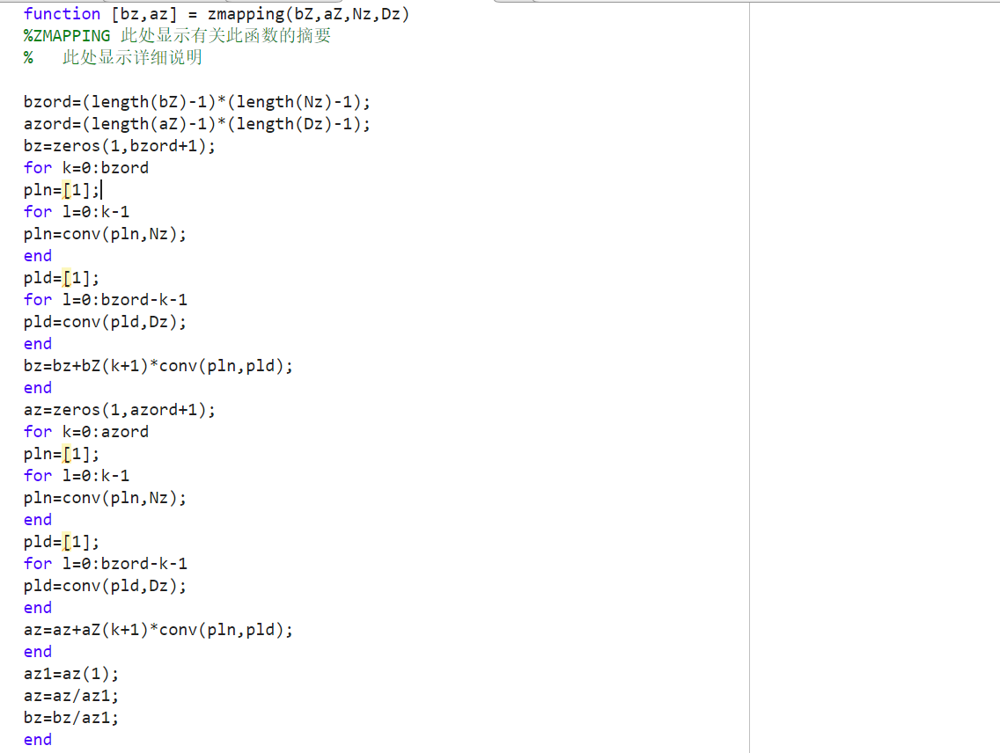 function [bz,az] = zmapping(bZ,aZ,Nz,Dz)
%ZMAPPING 此处显示有关此函数的摘要
%   此处显示详细说明
bzord=(length(bZ)-1)*(length(Nz)-1);
azord=(length(aZ)-1)*(length(Dz)-1);
bz=zeros(1,bzord+1);
for k=0:bzord
pln=[1];
for l=0:k-1
pln=conv(pln,Nz);
end
pld=[1];
for l=0:bzord-k-1
pld=conv(pld,Dz);
end
bz=bz+bZ(k+1)*conv(pln,pld);
end
az=zeros(1,azord+1);
for k=0:azord
pln=[1];
for l=0:k-1
pln=conv(pln,Nz);
end
pld=[1];
for l=0:bzord-k-1
pld=conv(pld,Dz);
end
az=az+aZ(k+1)*conv(pln,pld);
end
az1=az(1);
az=az/az1;
bz=bz/az1;
end